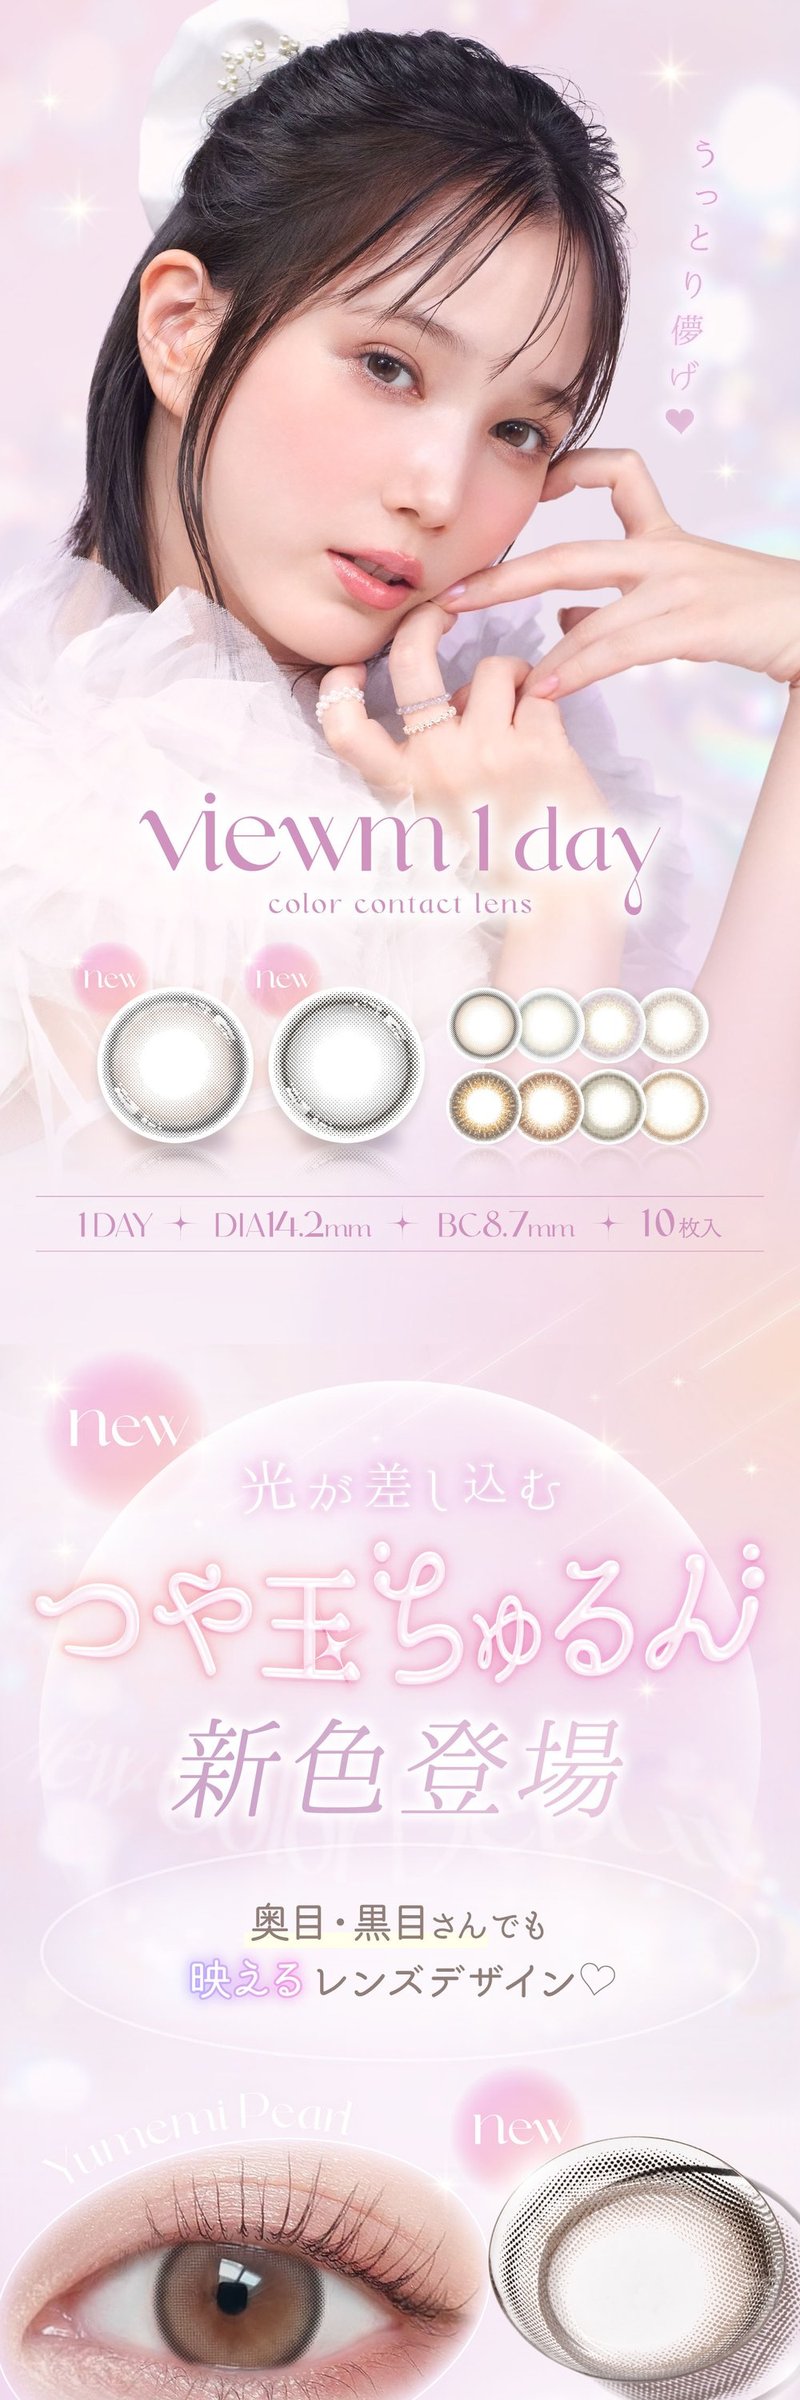 うっとり儚げ♥
viewm 1 day
color contact lens
new
new
1DAY DIA14.2mm BC8.7mm 10枚入
new
光が差し込む
つや玉ちゅるん
新色登場
奥目・黒目さんでも
映えるレンズデザイン♡
Yumemi Pearl
new